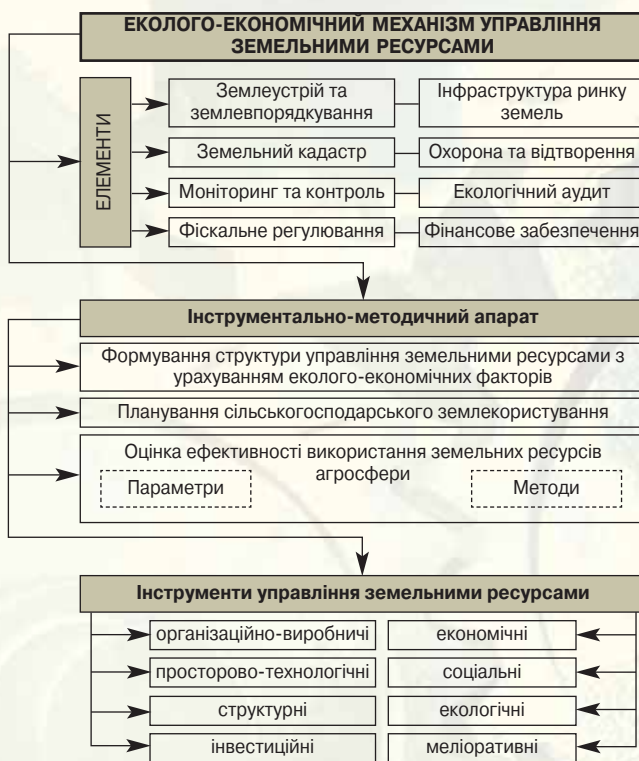 ЕКОЛОГО-ЕКОНОМІЧНИЙ МЕХАНІЗМ УПРАВЛІННЯ
ЗЕМЕЛЬНИМИ РЕСУРСАМИ
ЕЛЕМЕНТИ
Землеустрій та
землевпорядкування
Інфраструктура ринку
земель
Земельний кадастр
Охорона та відтворення
Моніторинг та контроль
Екологічний аудит
Фіскальне регулювання
Фінансове забезпечення
Інструментально-методичний апарат
Формування структури управління земельними ресурсами з
урахуванням еколого-економічних факторів
Планування сільськогосподарського землекористування
Оцінка ефективності використання земельних ресурсів
агросфери
Параметри
Методи
Інструменти управління земельними ресурсами
організаційно-виробничі
економічні
просторово-технологічні
соціальні
структурні
екологічні
інвестиційні
меліоративні